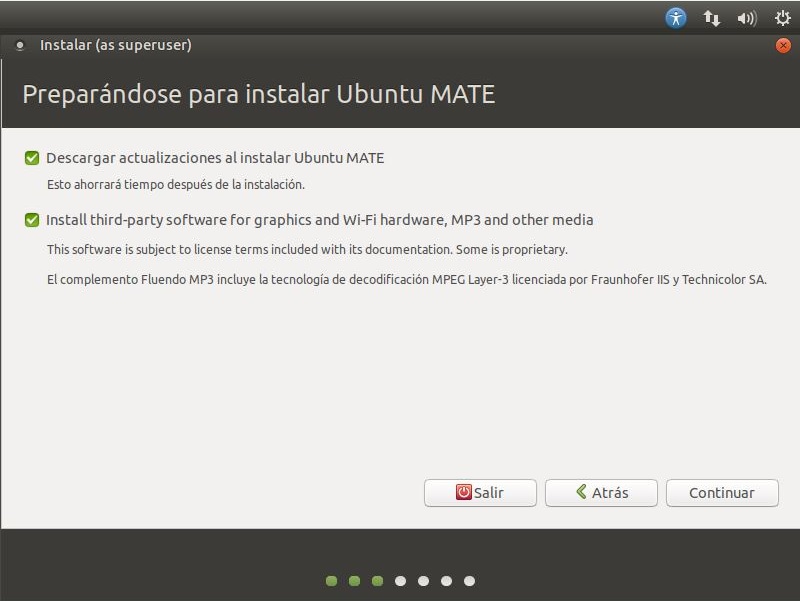 Instalar (as superuser)
Preparándose para instalar Ubuntu MATE
Descargar actualizaciones al instalar Ubuntu MATE
Esto ahorrará tiempo después de la instalación.
Install third-party software for graphics and Wi-Fi hardware, MP3 and other media
This software is subject to license terms included with its documentation. Some is proprietary.
El complemento Fluendo MP3 incluye la tecnología de decodificación MPEG Layer-3 licenciada por Fraunhofer IIS y Technicolor SA.
Salir
Atrás
Continuar